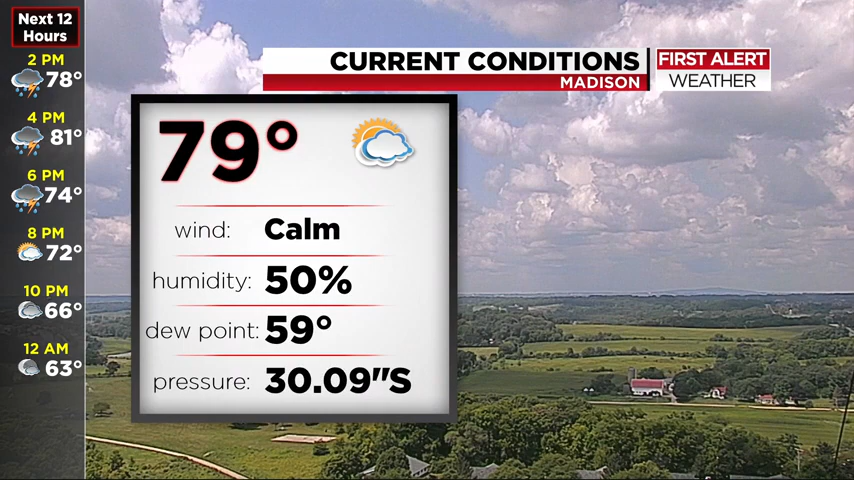 Next 12
Hours
2 PM
78°
4 PM
81°
6 PM
74°
8 PM
72°
10 PM
66°
12 AM
63°
CURRENT CONDITIONS
MADISON
FIRST ALERT
WEATHER
79°
wind: Calm
humidity: 50%
dew point: 59°
pressure: 30.09"S